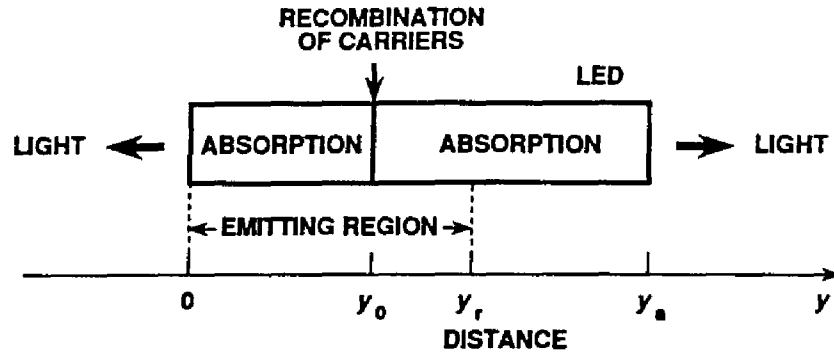 RECOMBINATION
OF CARRIERS
LED
LIGHT
ABSORPTION
ABSORPTION
LIGHT
EMITTING REGION
0
y₀
yᵣ
yₐ
y
DISTANCE